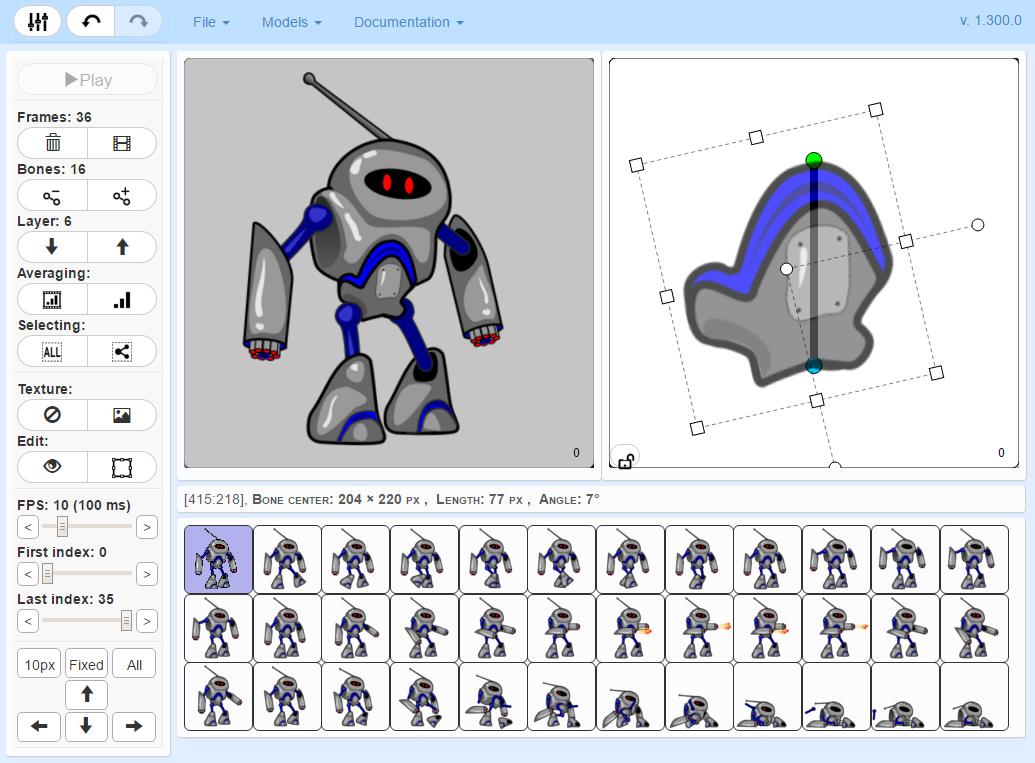 File Models Documentation v. 1.300.0
Play
Frames: 36
Bones: 16
Layer: 6
Averaging:
Selecting:
ALL
Texture:
Edit:
FPS: 10 (100 ms)
< >
First index: 0
< >
Last index: 35
< >
10px Fixed All
0
0
[415:218], Bone center: 204 × 220 px , Length: 77 px , Angle: 7°